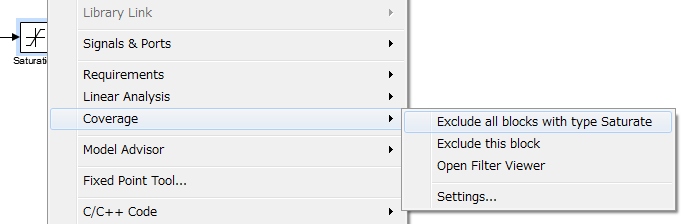 Library Link
Signals & Ports
Saturati
Requirements
Linear Analysis
Coverage
Exclude all blocks with type Saturate
Exclude this block
Model Advisor
Open Filter Viewer
Fixed Point Tool...
Settings...
C/C++ Code